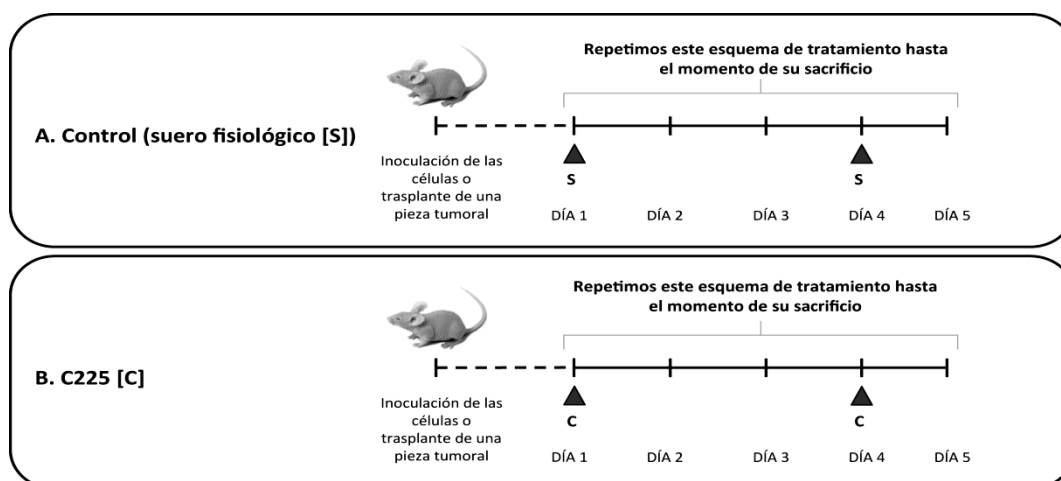 Repetimos este esquema de tratamiento hasta
el momento de su sacrificio
A. Control (suero fisiológico [S])
Inoculación de las
células o
trasplante de una
pieza tumoral
S
S
DÍA 1
DÍA 2
DÍA 3
DÍA 4
DÍA 5
Repetimos este esquema de tratamiento hasta
el momento de su sacrificio
B. C225 [C]
Inoculación de las
células o
trasplante de una
pieza tumoral
C
C
DÍA 1
DÍA 2
DÍA 3
DÍA 4
DÍA 5